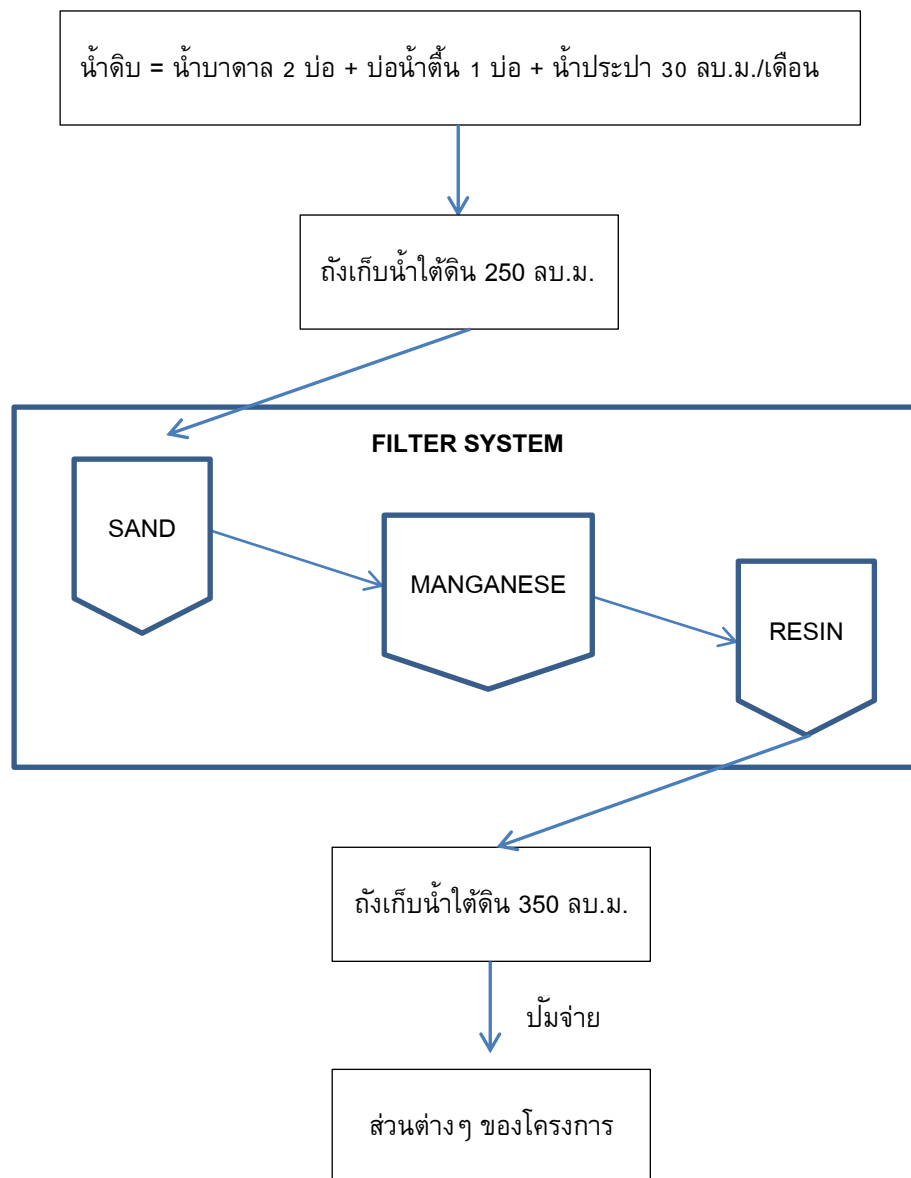 น้ำดิบ = น้ำบาดาล 2 บ่อ + บ่อน้ำตื้น 1 บ่อ + น้ำประปา 30 ลบ.ม./เดือน
ถังเก็บน้ำใต้ดิน 250 ลบ.ม.
FILTER SYSTEM
SAND
MANGANESE
RESIN
ถังเก็บน้ำใต้ดิน 350 ลบ.ม.
ปั๊มจ่าย
ส่วนต่างๆ ของโครงการ